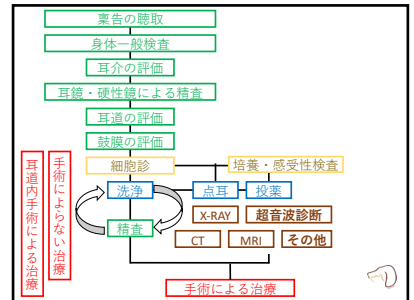 稟告の聴取
身体一般検査
耳介の評価
耳鏡・硬性鏡による精査
耳道の評価
鼓膜の評価
細胞診
培養・感受性検査
耳道内手術による治療
手術によらない治療
洗浄
点耳
投薬
X-RAY
超音波診断
精査
CT
MRI
その他
手術による治療